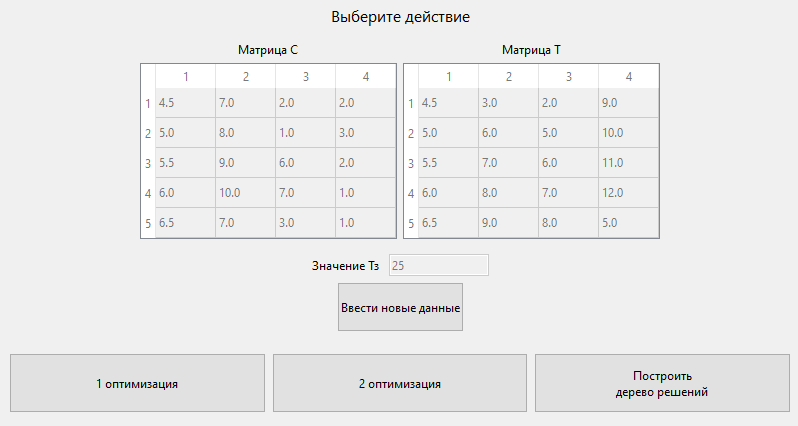 Выберите действие
Матрица C Матрица T
1 2 3 4 1 2 3 4
1 4.5 7.0 2.0 2.0 1 4.5 3.0 2.0 9.0
2 5.0 8.0 1.0 3.0 2 5.0 6.0 5.0 10.0
3 5.5 9.0 6.0 2.0 3 5.5 7.0 6.0 11.0
4 6.0 10.0 7.0 1.0 4 6.0 8.0 7.0 12.0
5 6.5 7.0 3.0 1.0 5 6.5 9.0 8.0 5.0
Значение Тз 25
Ввести новые данные
1 оптимизация 2 оптимизация Построить
дерево решений